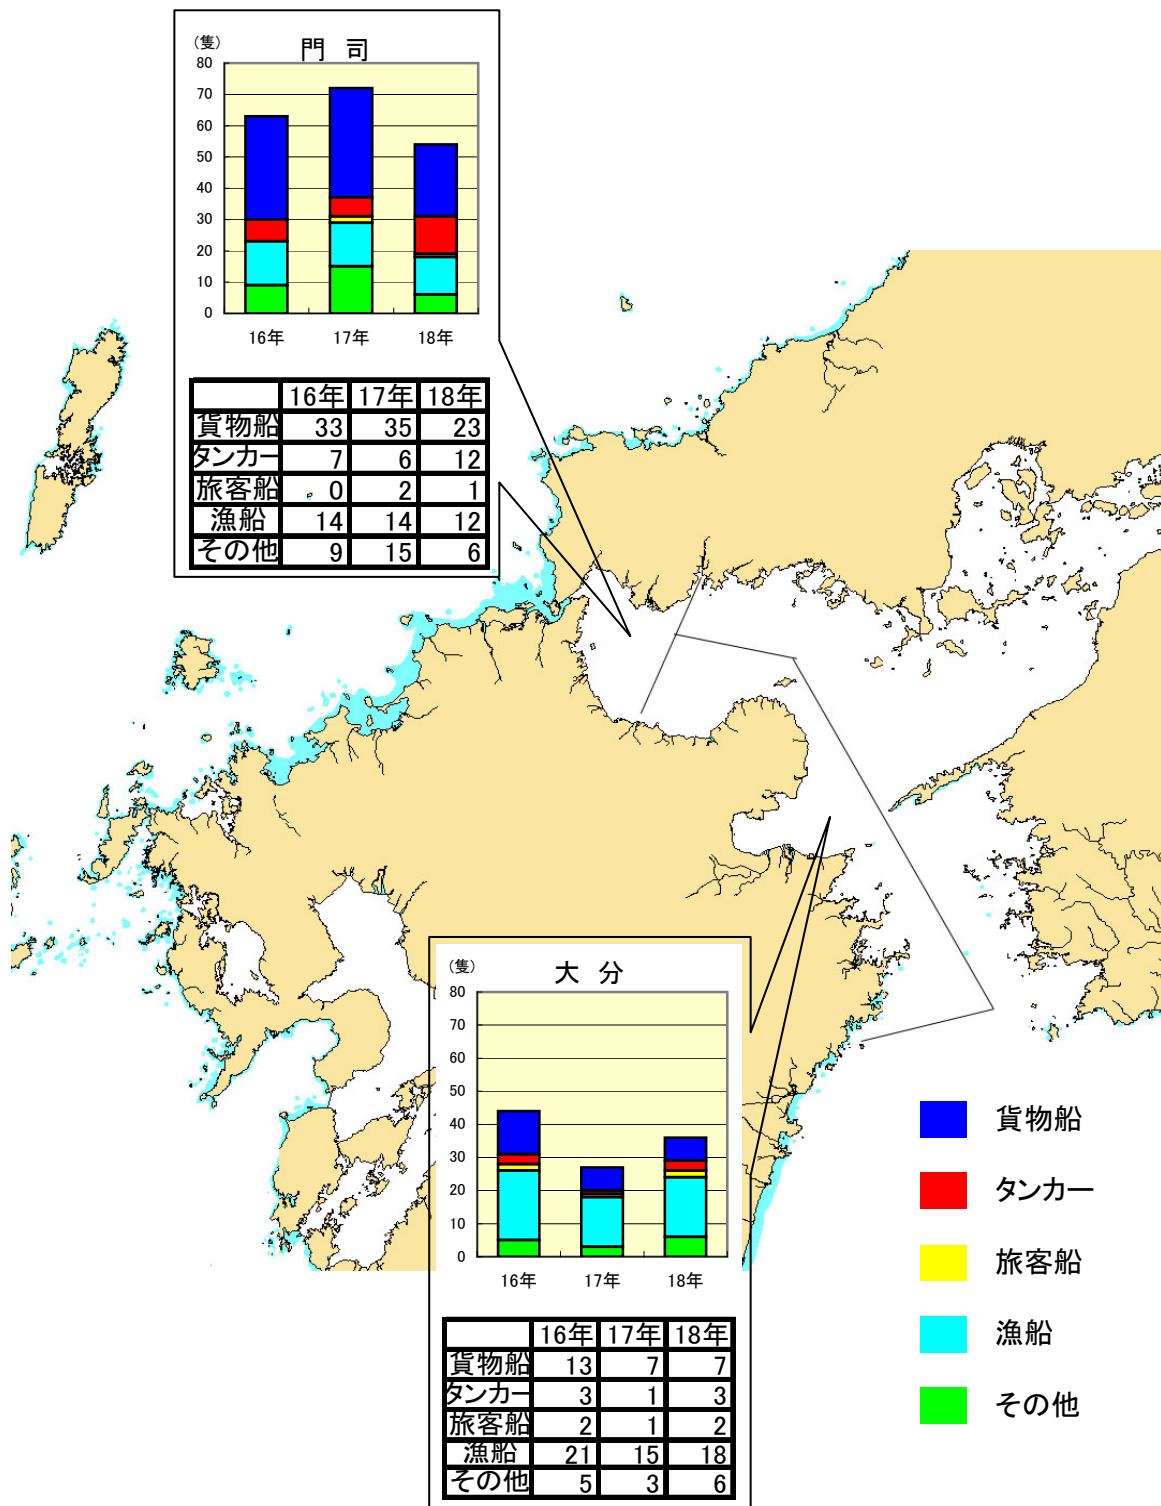 (隻)
門 司
80
70
60
50
40
30
20
10
0
16年 17年 18年
16年 17年 18年
貨物船 33 35 23
タンカー 7 6 12
旅客船 0 2 1
漁船 14 14 12
その他 9 15 6
(隻)
大 分
80
70
60
50
40
30
20
10
0
16年 17年 18年
16年 17年 18年
貨物船 13 7 7
タンカー 3 1 3
旅客船 2 1 2
漁船 21 15 18
その他 5 3 6
貨物船
タンカー
旅客船
漁船
その他